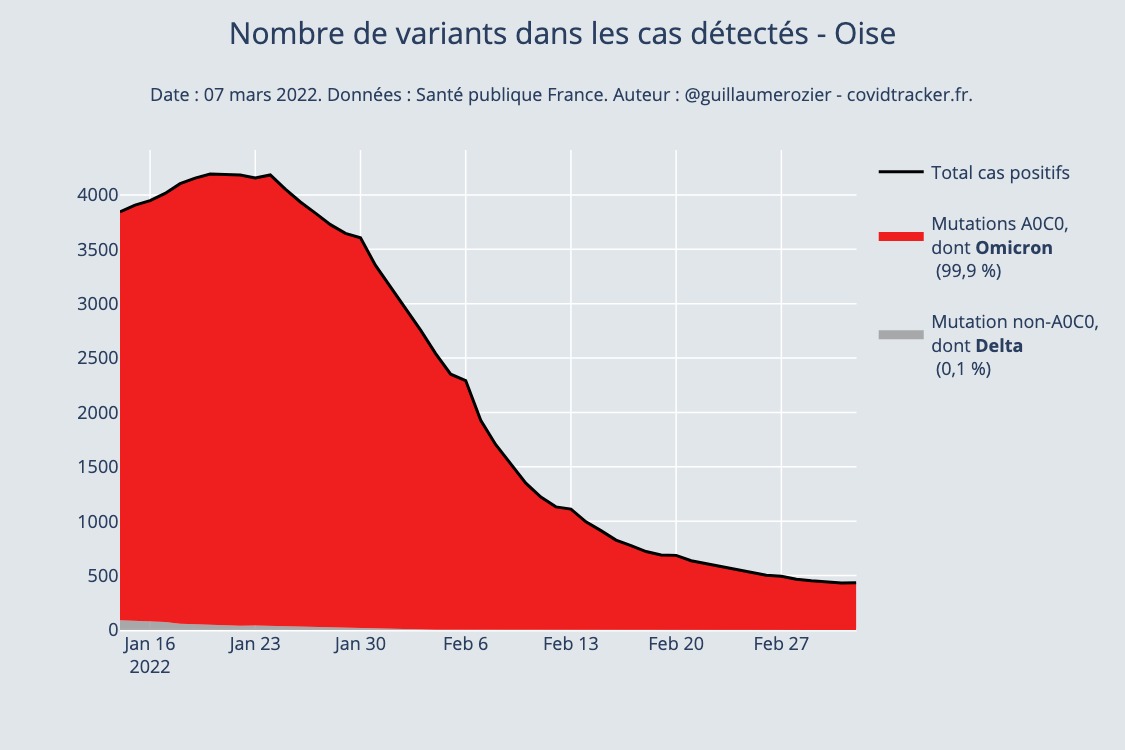 Nombre de variants dans les cas détectés - Oise
Date : 07 mars 2022. Données : Santé publique France. Auteur : @guillaumerozier - covidtracker.fr.
4000
3500
3000
2500
2000
1500
1000
500
0
Jan 16
2022
Jan 23
Jan 30
Feb 6
Feb 13
Feb 20
Feb 27
Total cas positifs
Mutations A0C0,
dont Omicron
(99,9 %)
Mutation non-A0C0,
dont Delta
(0,1 %)